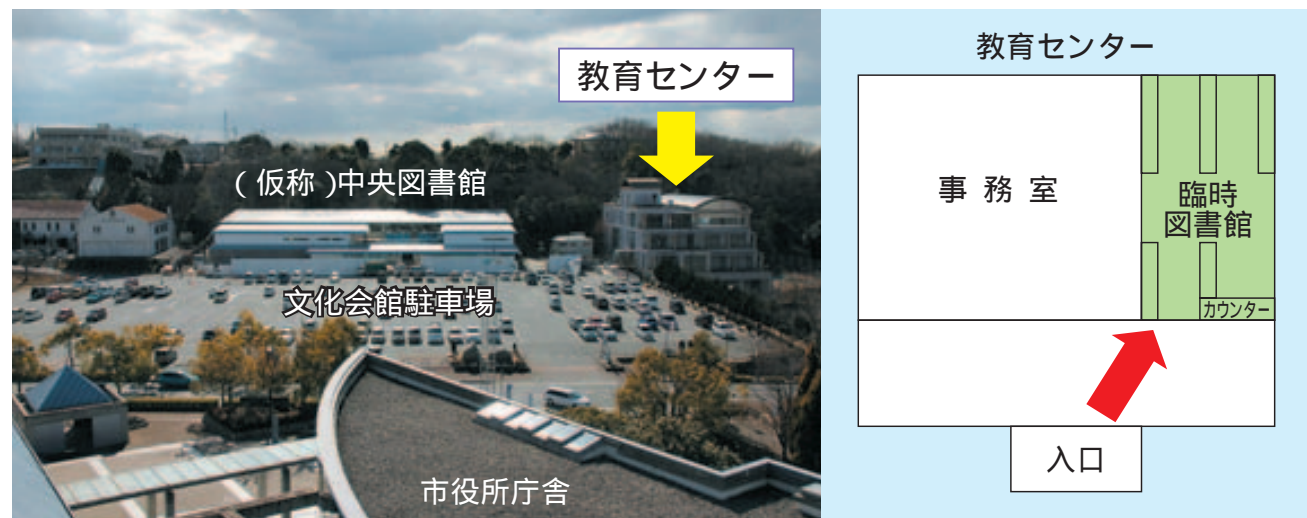 教育センター
(仮称)中央図書館
文化会館駐車場
市役所庁舎
教育センター
事務室
臨時
図書館
カウンター
入口